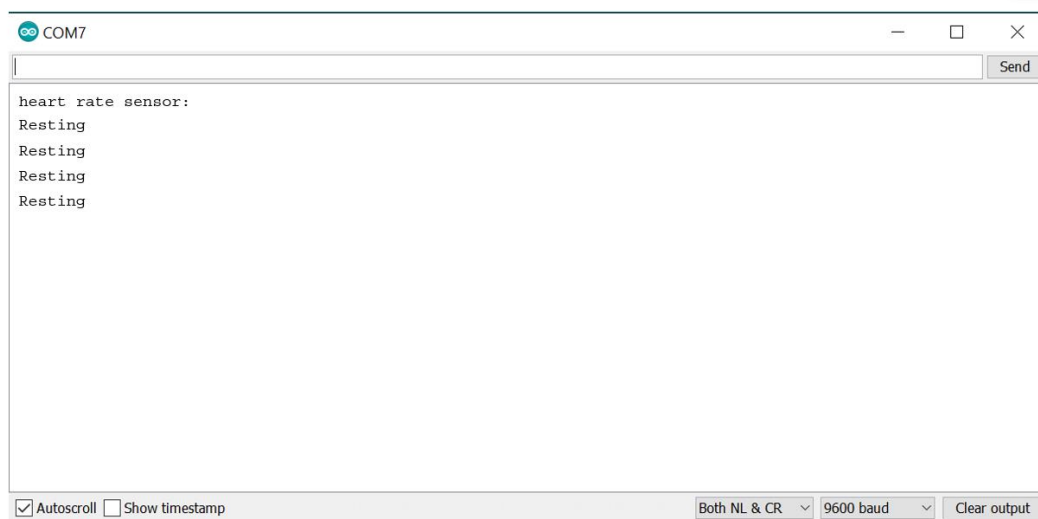 COM7
Send
heart rate sensor:
Resting
Resting
Resting
Resting
Autoscroll Show timestamp Both NL & CR 9600 baud Clear output